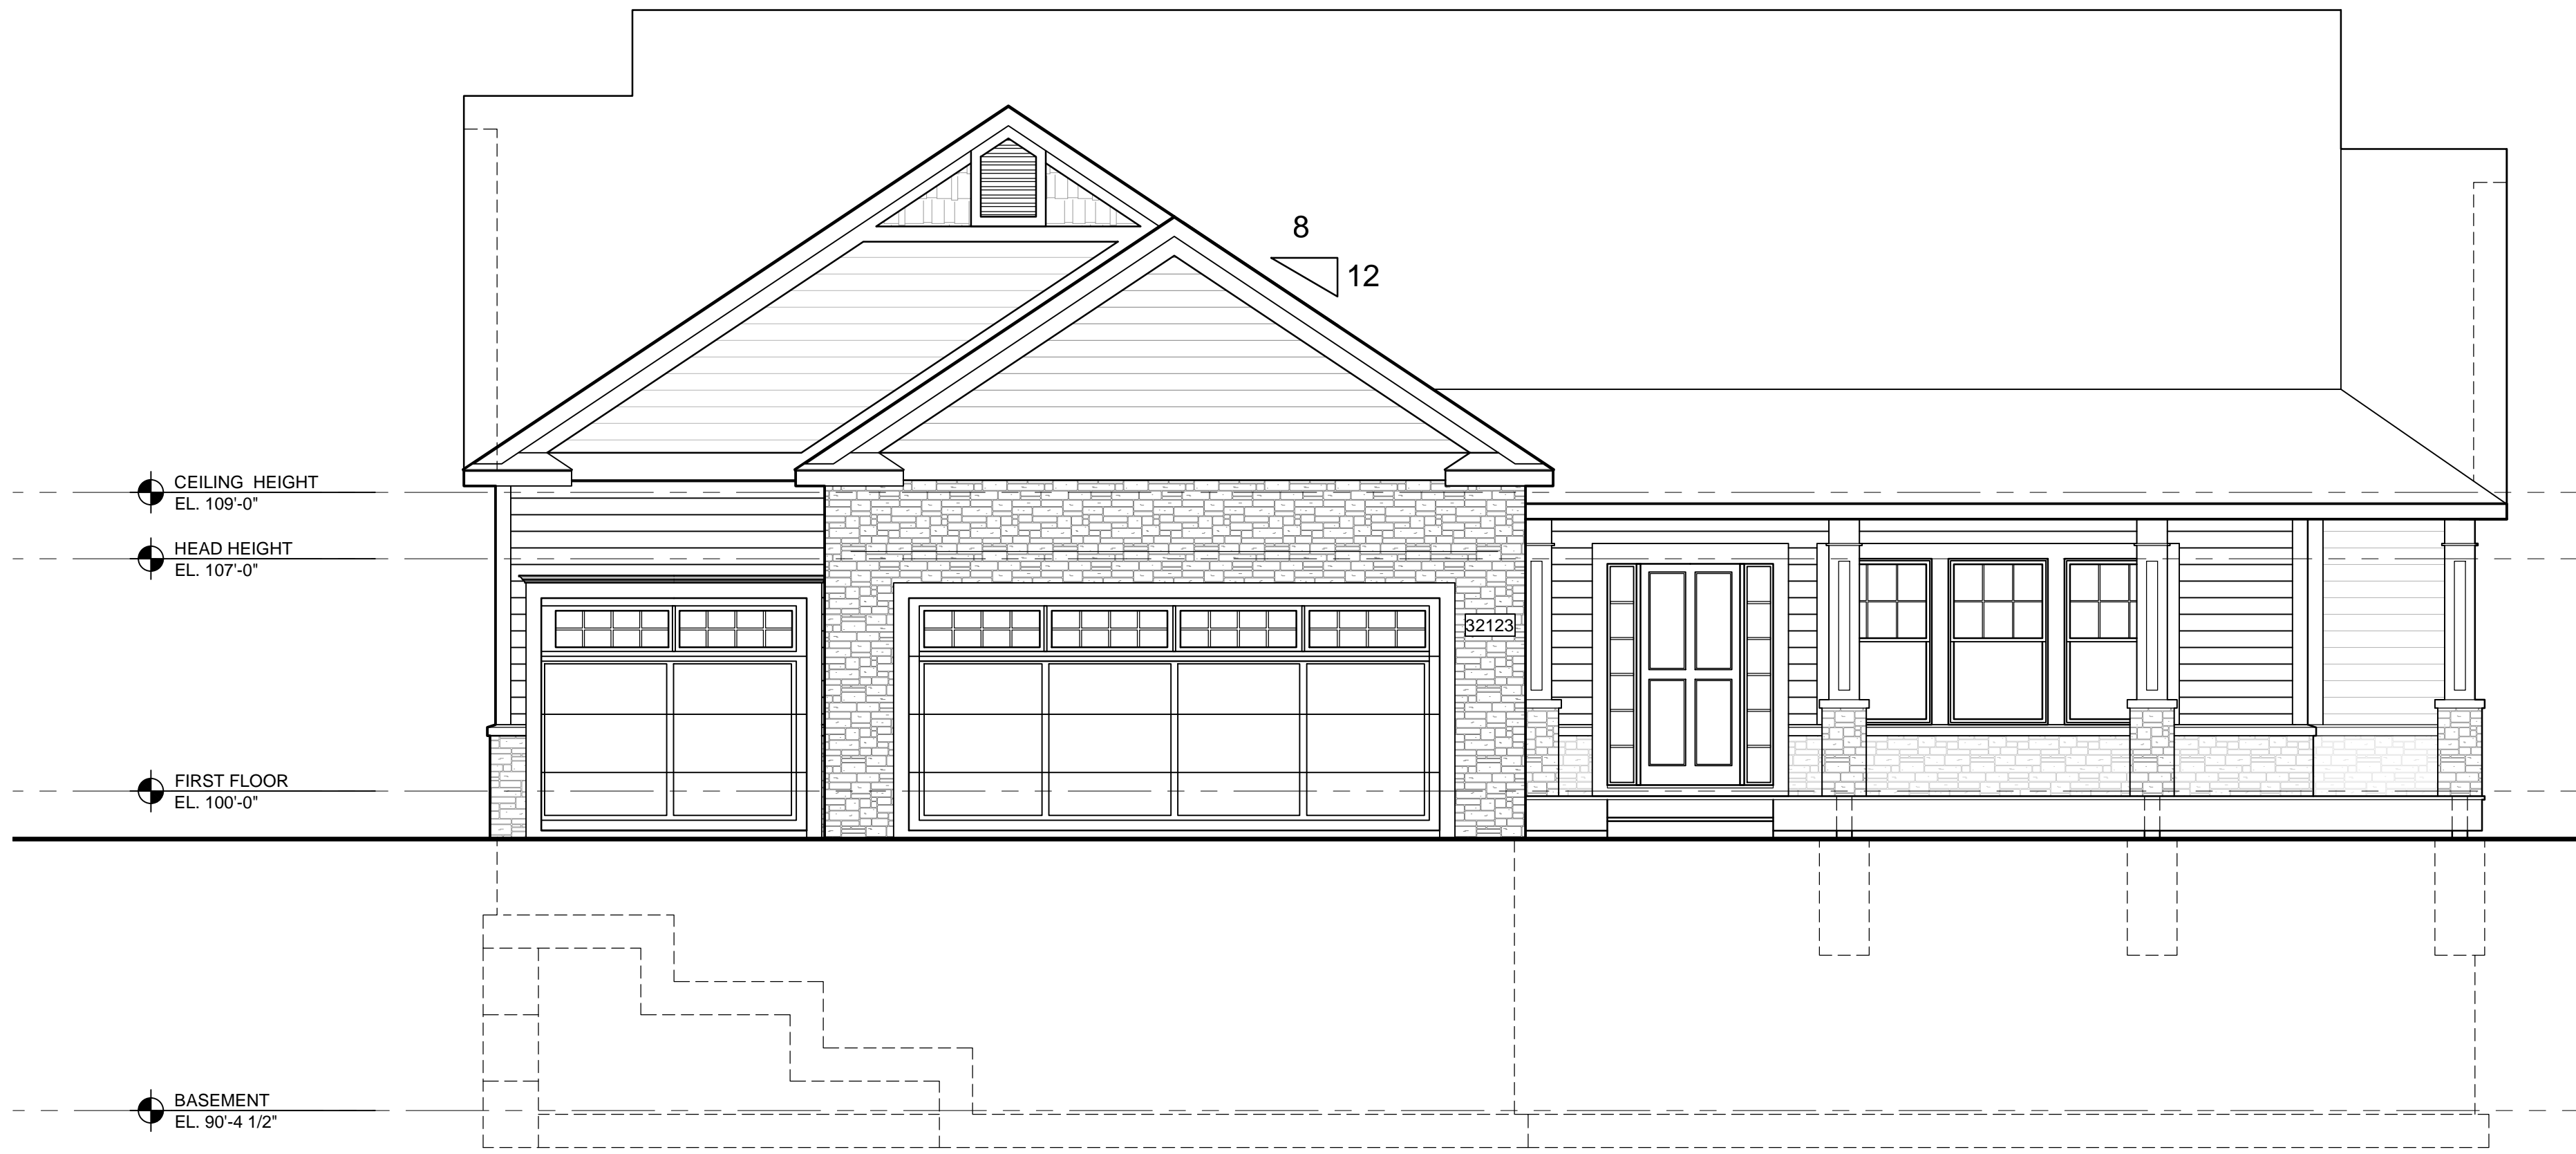 8
12
CEILING HEIGHT
EL. 109'-0"
HEAD HEIGHT
EL. 107'-0"
32123
FIRST FLOOR
EL. 100'-0"
BASEMENT
EL. 90'-4 1/2"